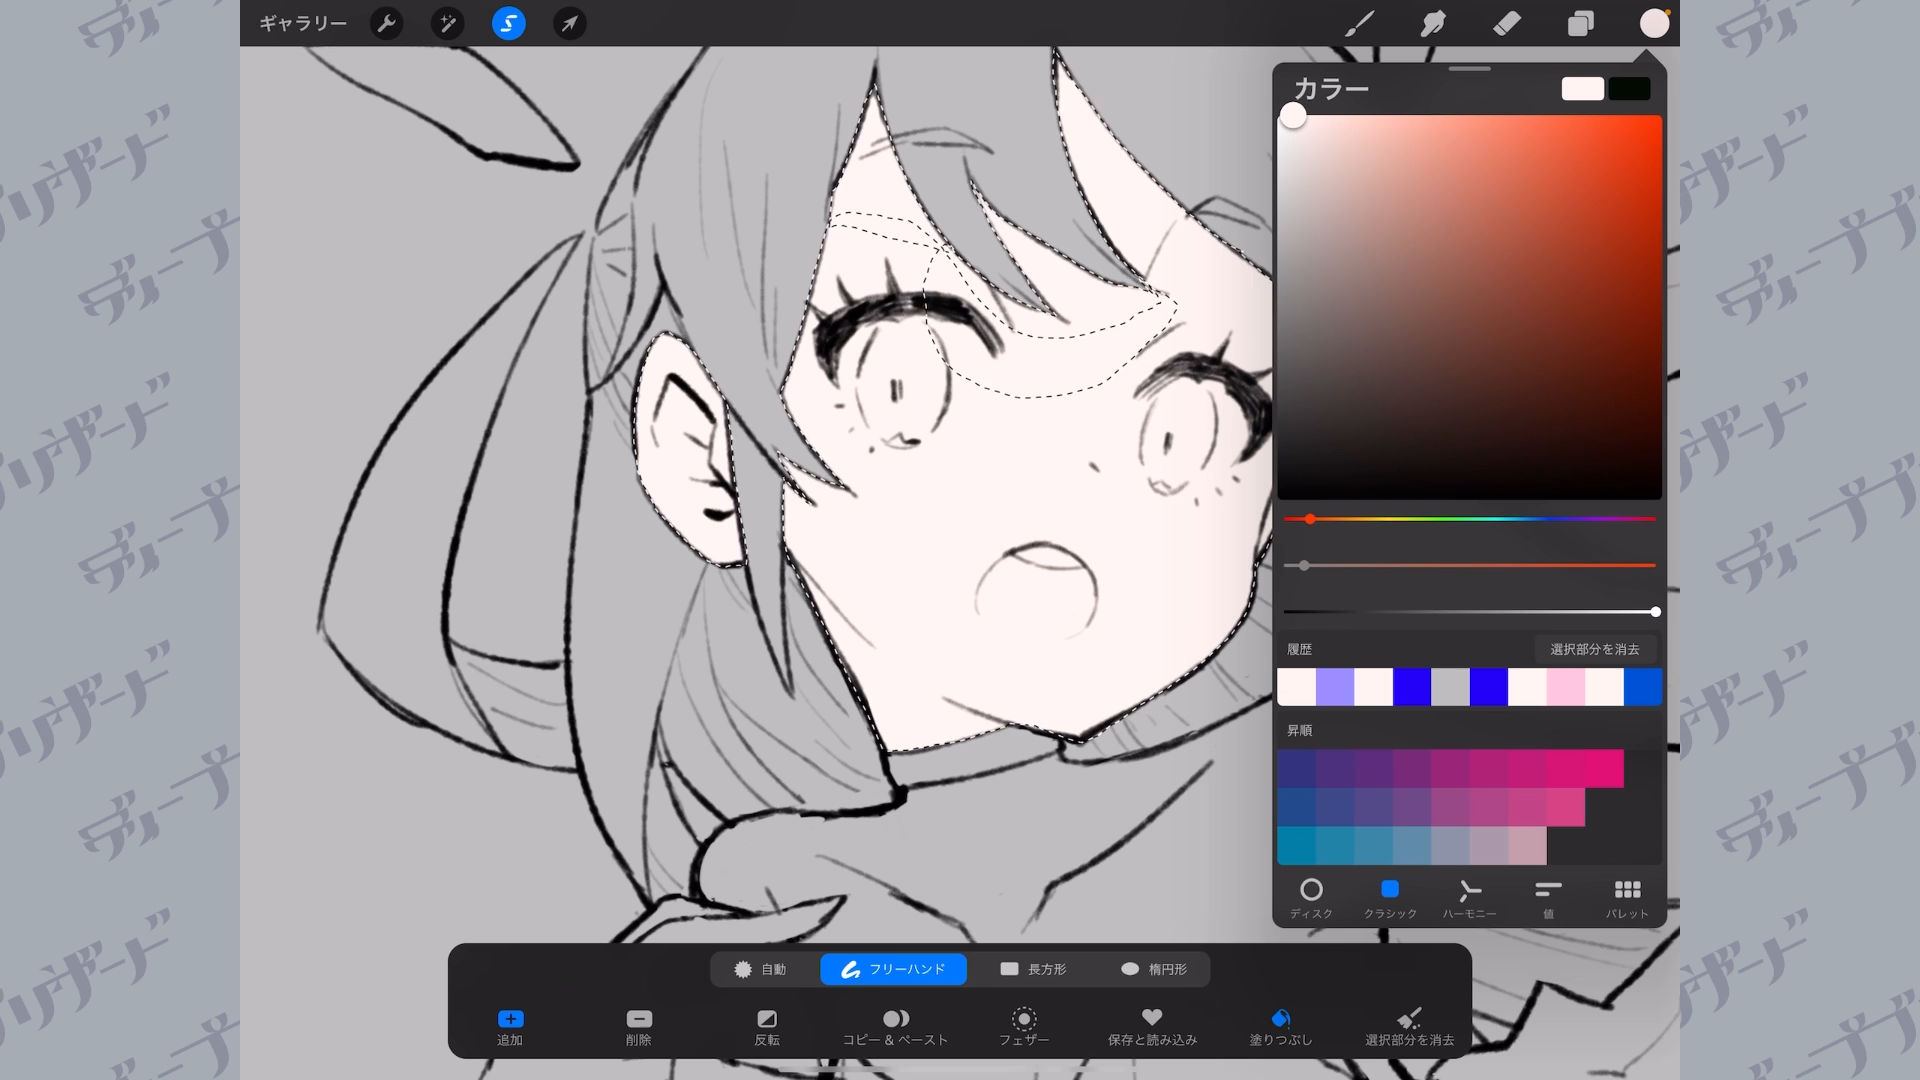 ギャラリー
カラー
履歴
選択部分を消去
昇順
ディスク
クラシック
ハーモニー
値
パレット
自動
フリーハンド
長方形
楕円形
追加
削除
反転
コピー & ペースト
フェザー
保存と読み込み
塗りつぶし
選択部分を消去